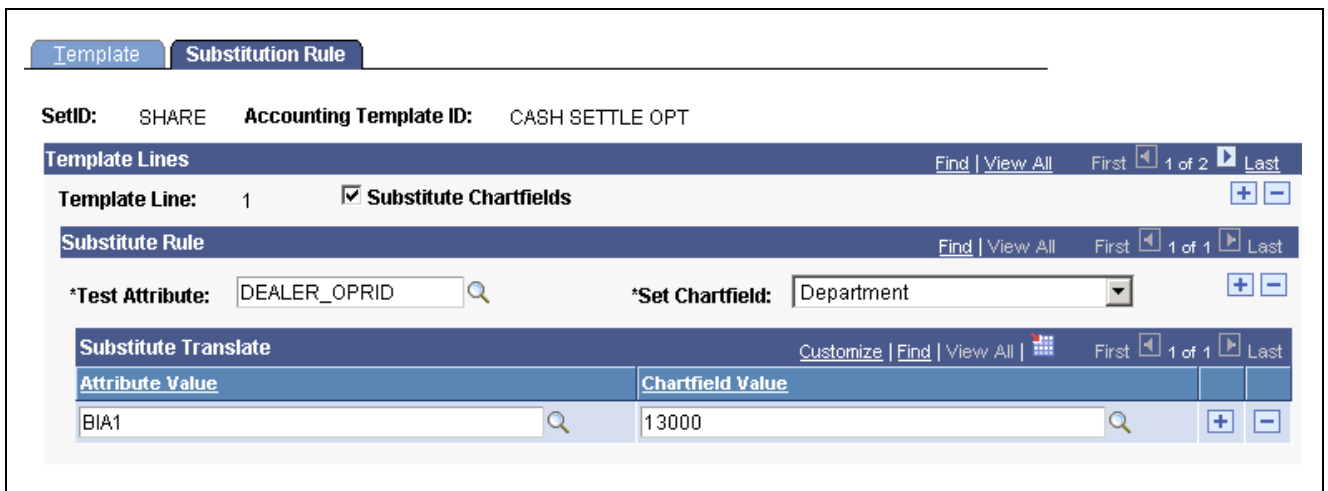 Template Substitution Rule
SetID: SHARE Accounting Template ID: CASH SETTLE OPT
Template Lines Find | View All First 1 of 2 Last
Template Line: 1 Substitute Chartfields
Substitute Rule Find | View All First 1 of 1 Last
*Test Attribute: DEALER_OPRID *Set Chartfield: Department
Substitute Translate Customize | Find | View All | First 1 of 1 Last
Attribute Value Chartfield Value
BIA1 13000